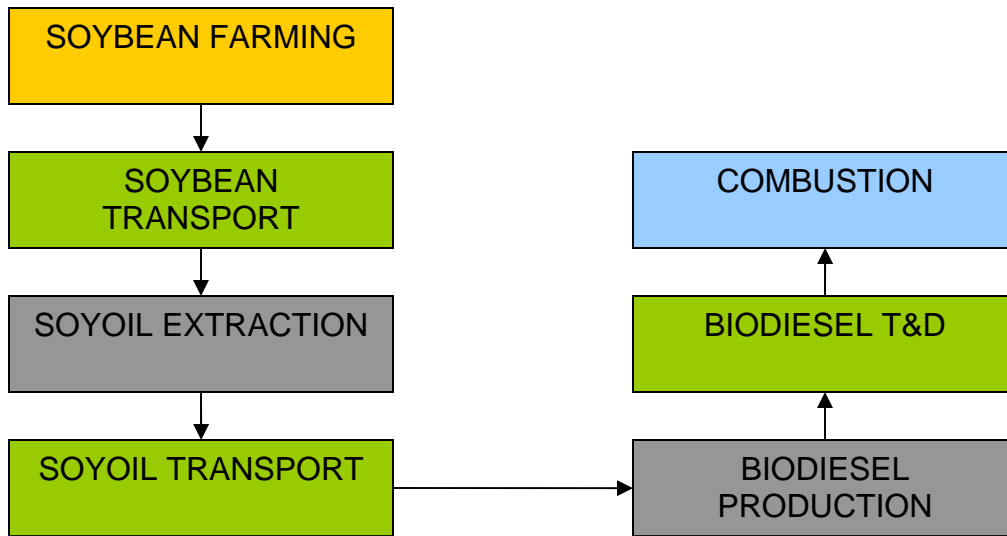 SOYBEAN FARMING
SOYBEAN
TRANSPORT
SOYOIL EXTRACTION
SOYOIL TRANSPORT
BIODIESEL
PRODUCTION
BIODIESEL T&D
COMBUSTION